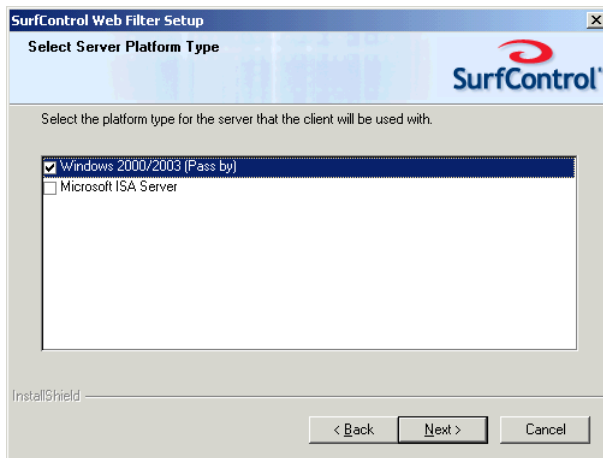 SurfControl Web Filter Setup
Select Server Platform Type
SurfControl
Select the platform type for the server that the client will be used with.
Windows 2000/2003 (Pass by)
Microsoft ISA Server
InstallShield
< Back
Next >
Cancel